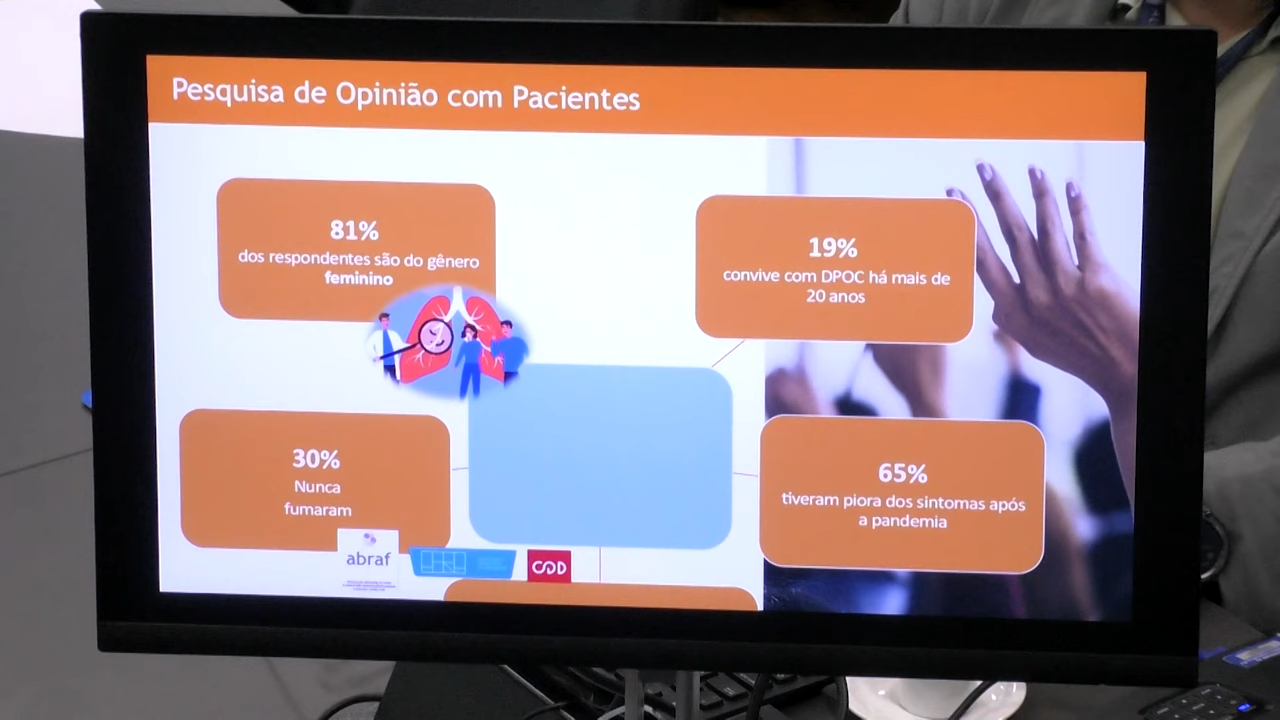 Pesquisa de Opinião com Pacientes
81%
dos respondentes são do gênero
feminino
19%
convive com DPOC há mais de
20 anos
30%
Nunca
fumaram
65%
tiveram piora dos sintomas após
a pandemia
abraf